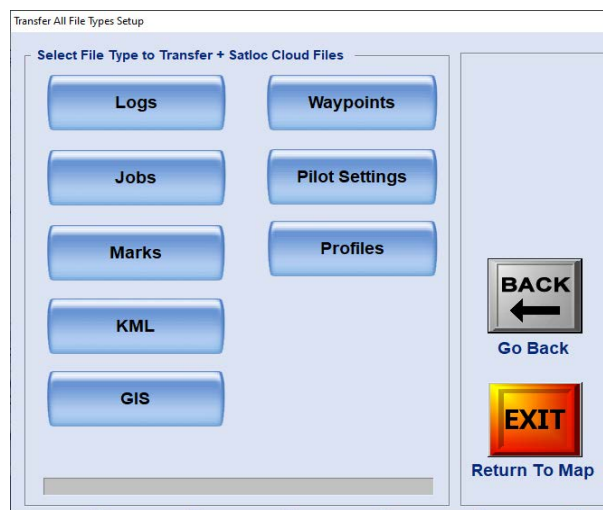 Transfer All File Types Setup
Select File Type to Transfer + Satloc Cloud Files
Logs
Waypoints
Jobs
Pilot Settings
Marks
Profiles
KML
GIS
BACK
Go Back
EXIT
Return To Map